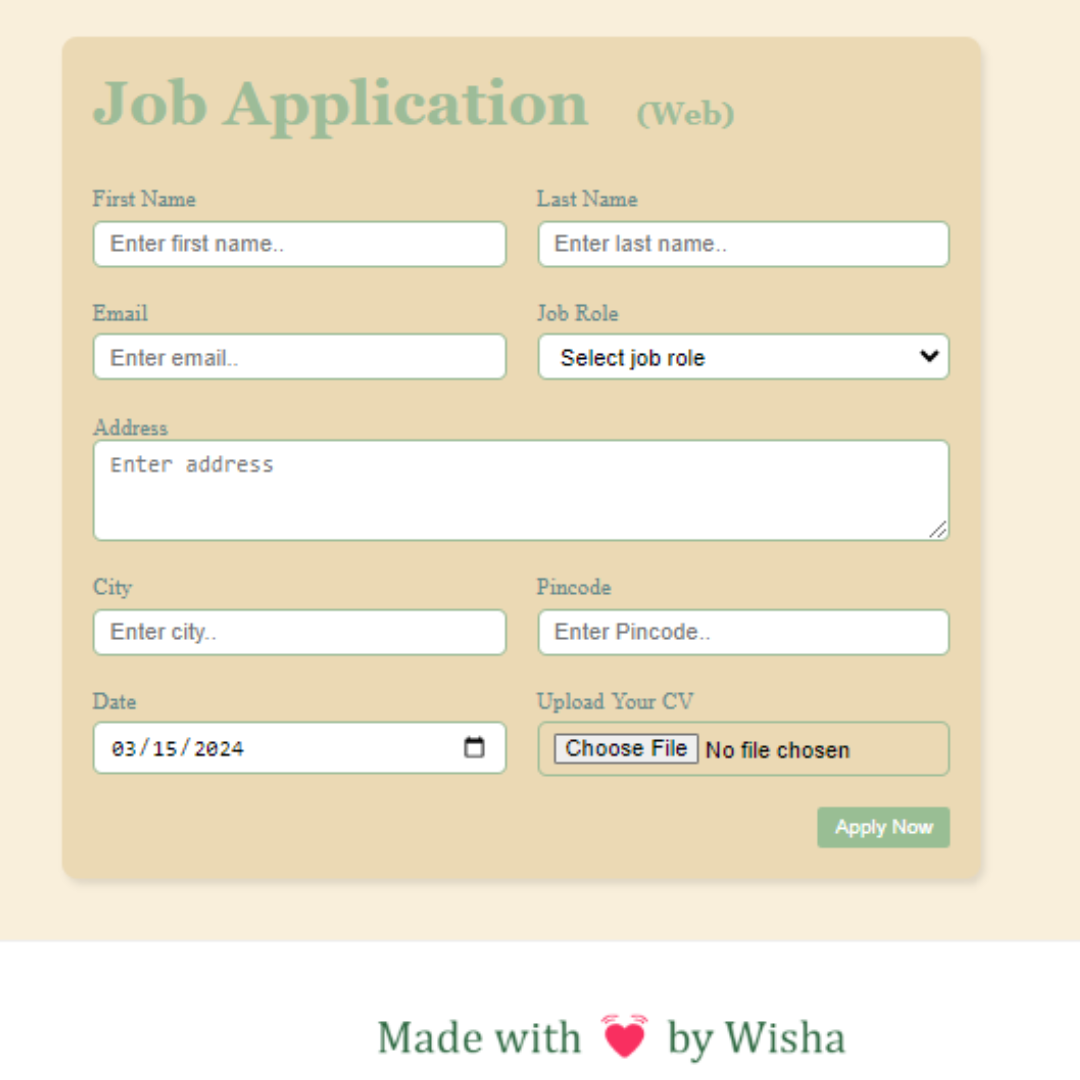 Job Application (Web)
First Name Last Name
Enter first name.. Enter last name..
Email Job Role
Enter email.. Select job role
Address
Enter address
City Pincode
Enter city.. Enter Pincode..
Date Upload Your CV
03/15/2024 Choose File No file chosen
Apply Now
Made with 💓 by Wisha